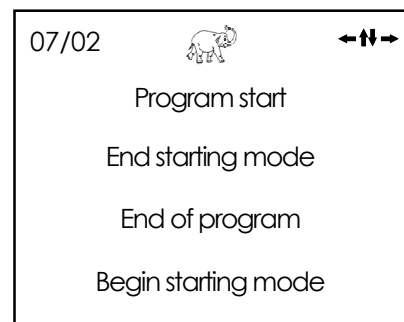 07/02
Program start
End starting mode
End of program
Begin starting mode